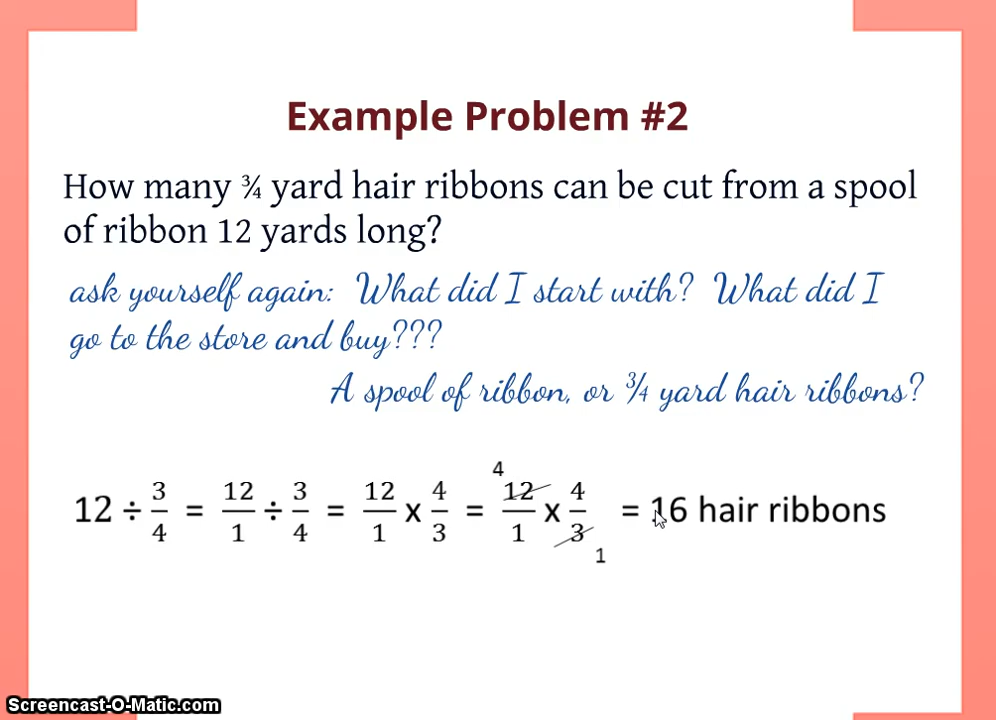 Example Problem #2
How many ¾ yard hair ribbons can be cut from a spool
of ribbon 12 yards long?
ask yourself again: What did I start with? What did I
go to the store and buy???
A spool of ribbon, or ¾ yard hair ribbons?
12 ÷ 3/4 = 12/1 ÷ 3/4 = 12/1 x 4/3 = 4 12/1 x 4/3 1 = 16 hair ribbons
Screencast-O-Matic.com